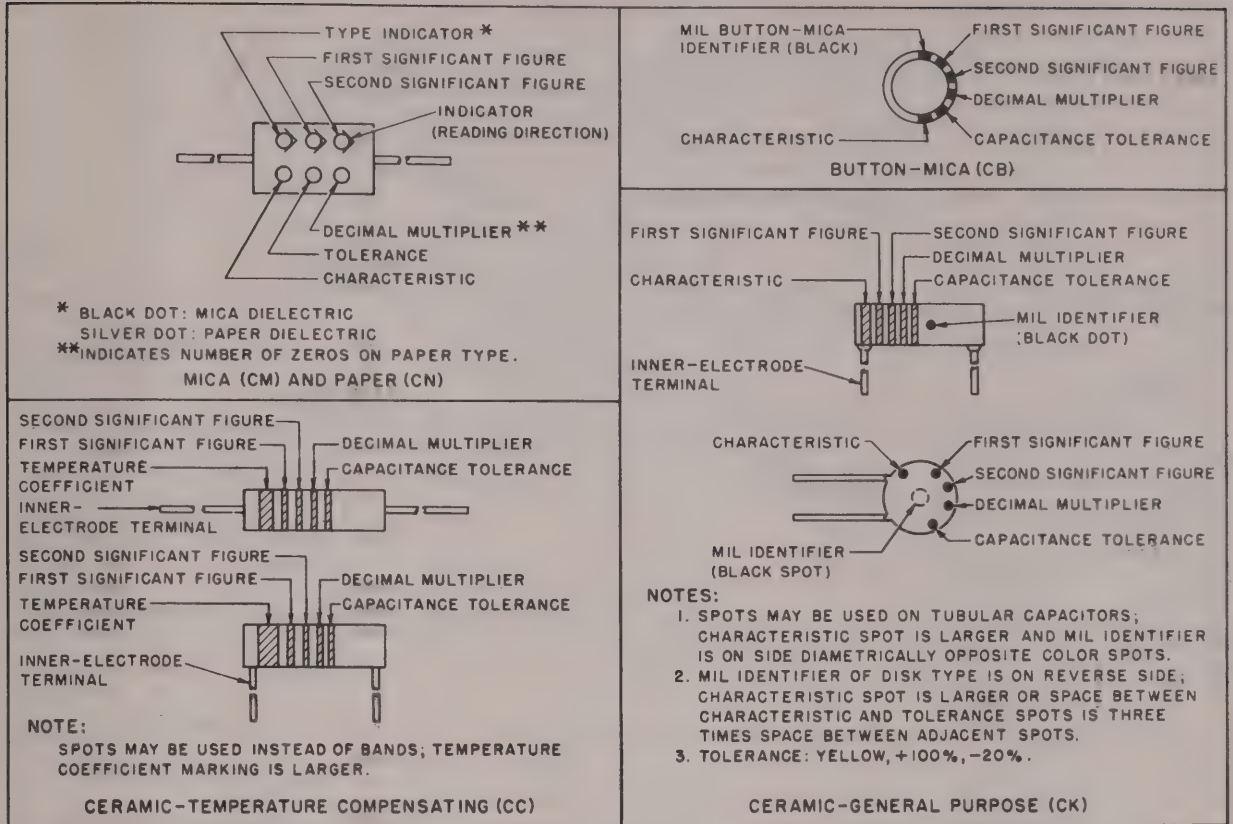 TYPE INDICATOR *
FIRST SIGNIFICANT FIGURE
SECOND SIGNIFICANT FIGURE
INDICATOR
(READING DIRECTION)
DECIMAL MULTIPLIER **
TOLERANCE
CHARACTERISTIC
* BLACK DOT: MICA DIELECTRIC
SILVER DOT: PAPER DIELECTRIC
**INDICATES NUMBER OF ZEROS ON PAPER TYPE.
MICA (CM) AND PAPER (CN)
MIL BUTTON-MICA
IDENTIFIER (BLACK)
FIRST SIGNIFICANT FIGURE
SECOND SIGNIFICANT FIGURE
DECIMAL MULTIPLIER
CHARACTERISTIC
CAPACITANCE TOLERANCE
BUTTON-MICA (CB)
SECOND SIGNIFICANT FIGURE
FIRST SIGNIFICANT FIGURE
DECIMAL MULTIPLIER
TEMPERATURE
COEFFICIENT
CAPACITANCE TOLERANCE
INNER-
ELECTRODE TERMINAL
SECOND SIGNIFICANT FIGURE
FIRST SIGNIFICANT FIGURE
DECIMAL MULTIPLIER
TEMPERATURE
COEFFICIENT
CAPACITANCE TOLERANCE
INNER-ELECTRODE
TERMINAL
NOTE:
SPOTS MAY BE USED INSTEAD OF BANDS; TEMPERATURE
COEFFICIENT MARKING IS LARGER.
CERAMIC-TEMPERATURE COMPENSATING (CC)
FIRST SIGNIFICANT FIGURE
SECOND SIGNIFICANT FIGURE
DECIMAL MULTIPLIER
CHARACTERISTIC
CAPACITANCE TOLERANCE
MIL IDENTIFIER
(BLACK DOT)
INNER-ELECTRODE
TERMINAL
CHARACTERISTIC
FIRST SIGNIFICANT FIGURE
SECOND SIGNIFICANT FIGURE
DECIMAL MULTIPLIER
CAPACITANCE TOLERANCE
MIL IDENTIFIER
(BLACK SPOT)
NOTES:
1. SPOTS MAY BE USED ON TUBULAR CAPACITORS;
CHARACTERISTIC SPOT IS LARGER AND MIL IDENTIFIER
IS ON SIDE DIAMETRICALLY OPPOSITE COLOR SPOTS.
2. MIL IDENTIFIER OF DISK TYPE IS ON REVERSE SIDE;
CHARACTERISTIC SPOT IS LARGER OR SPACE BETWEEN
CHARACTERISTIC AND TOLERANCE SPOTS IS THREE
TIMES SPACE BETWEEN ADJACENT SPOTS.
3. TOLERANCE: YELLOW, +100%, -20%.
CERAMIC-GENERAL PURPOSE (CK)